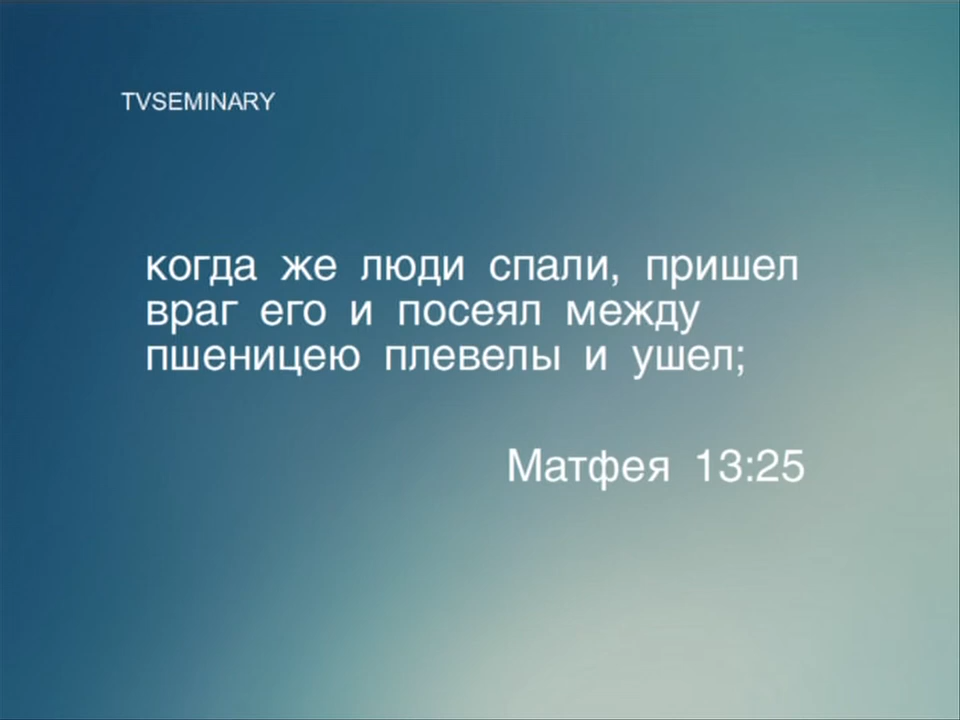 TVSEMINARY
когда же люди спали, пришел
враг его и посеял между
пшеницею плевелы и ушел;
Матфея 13:25